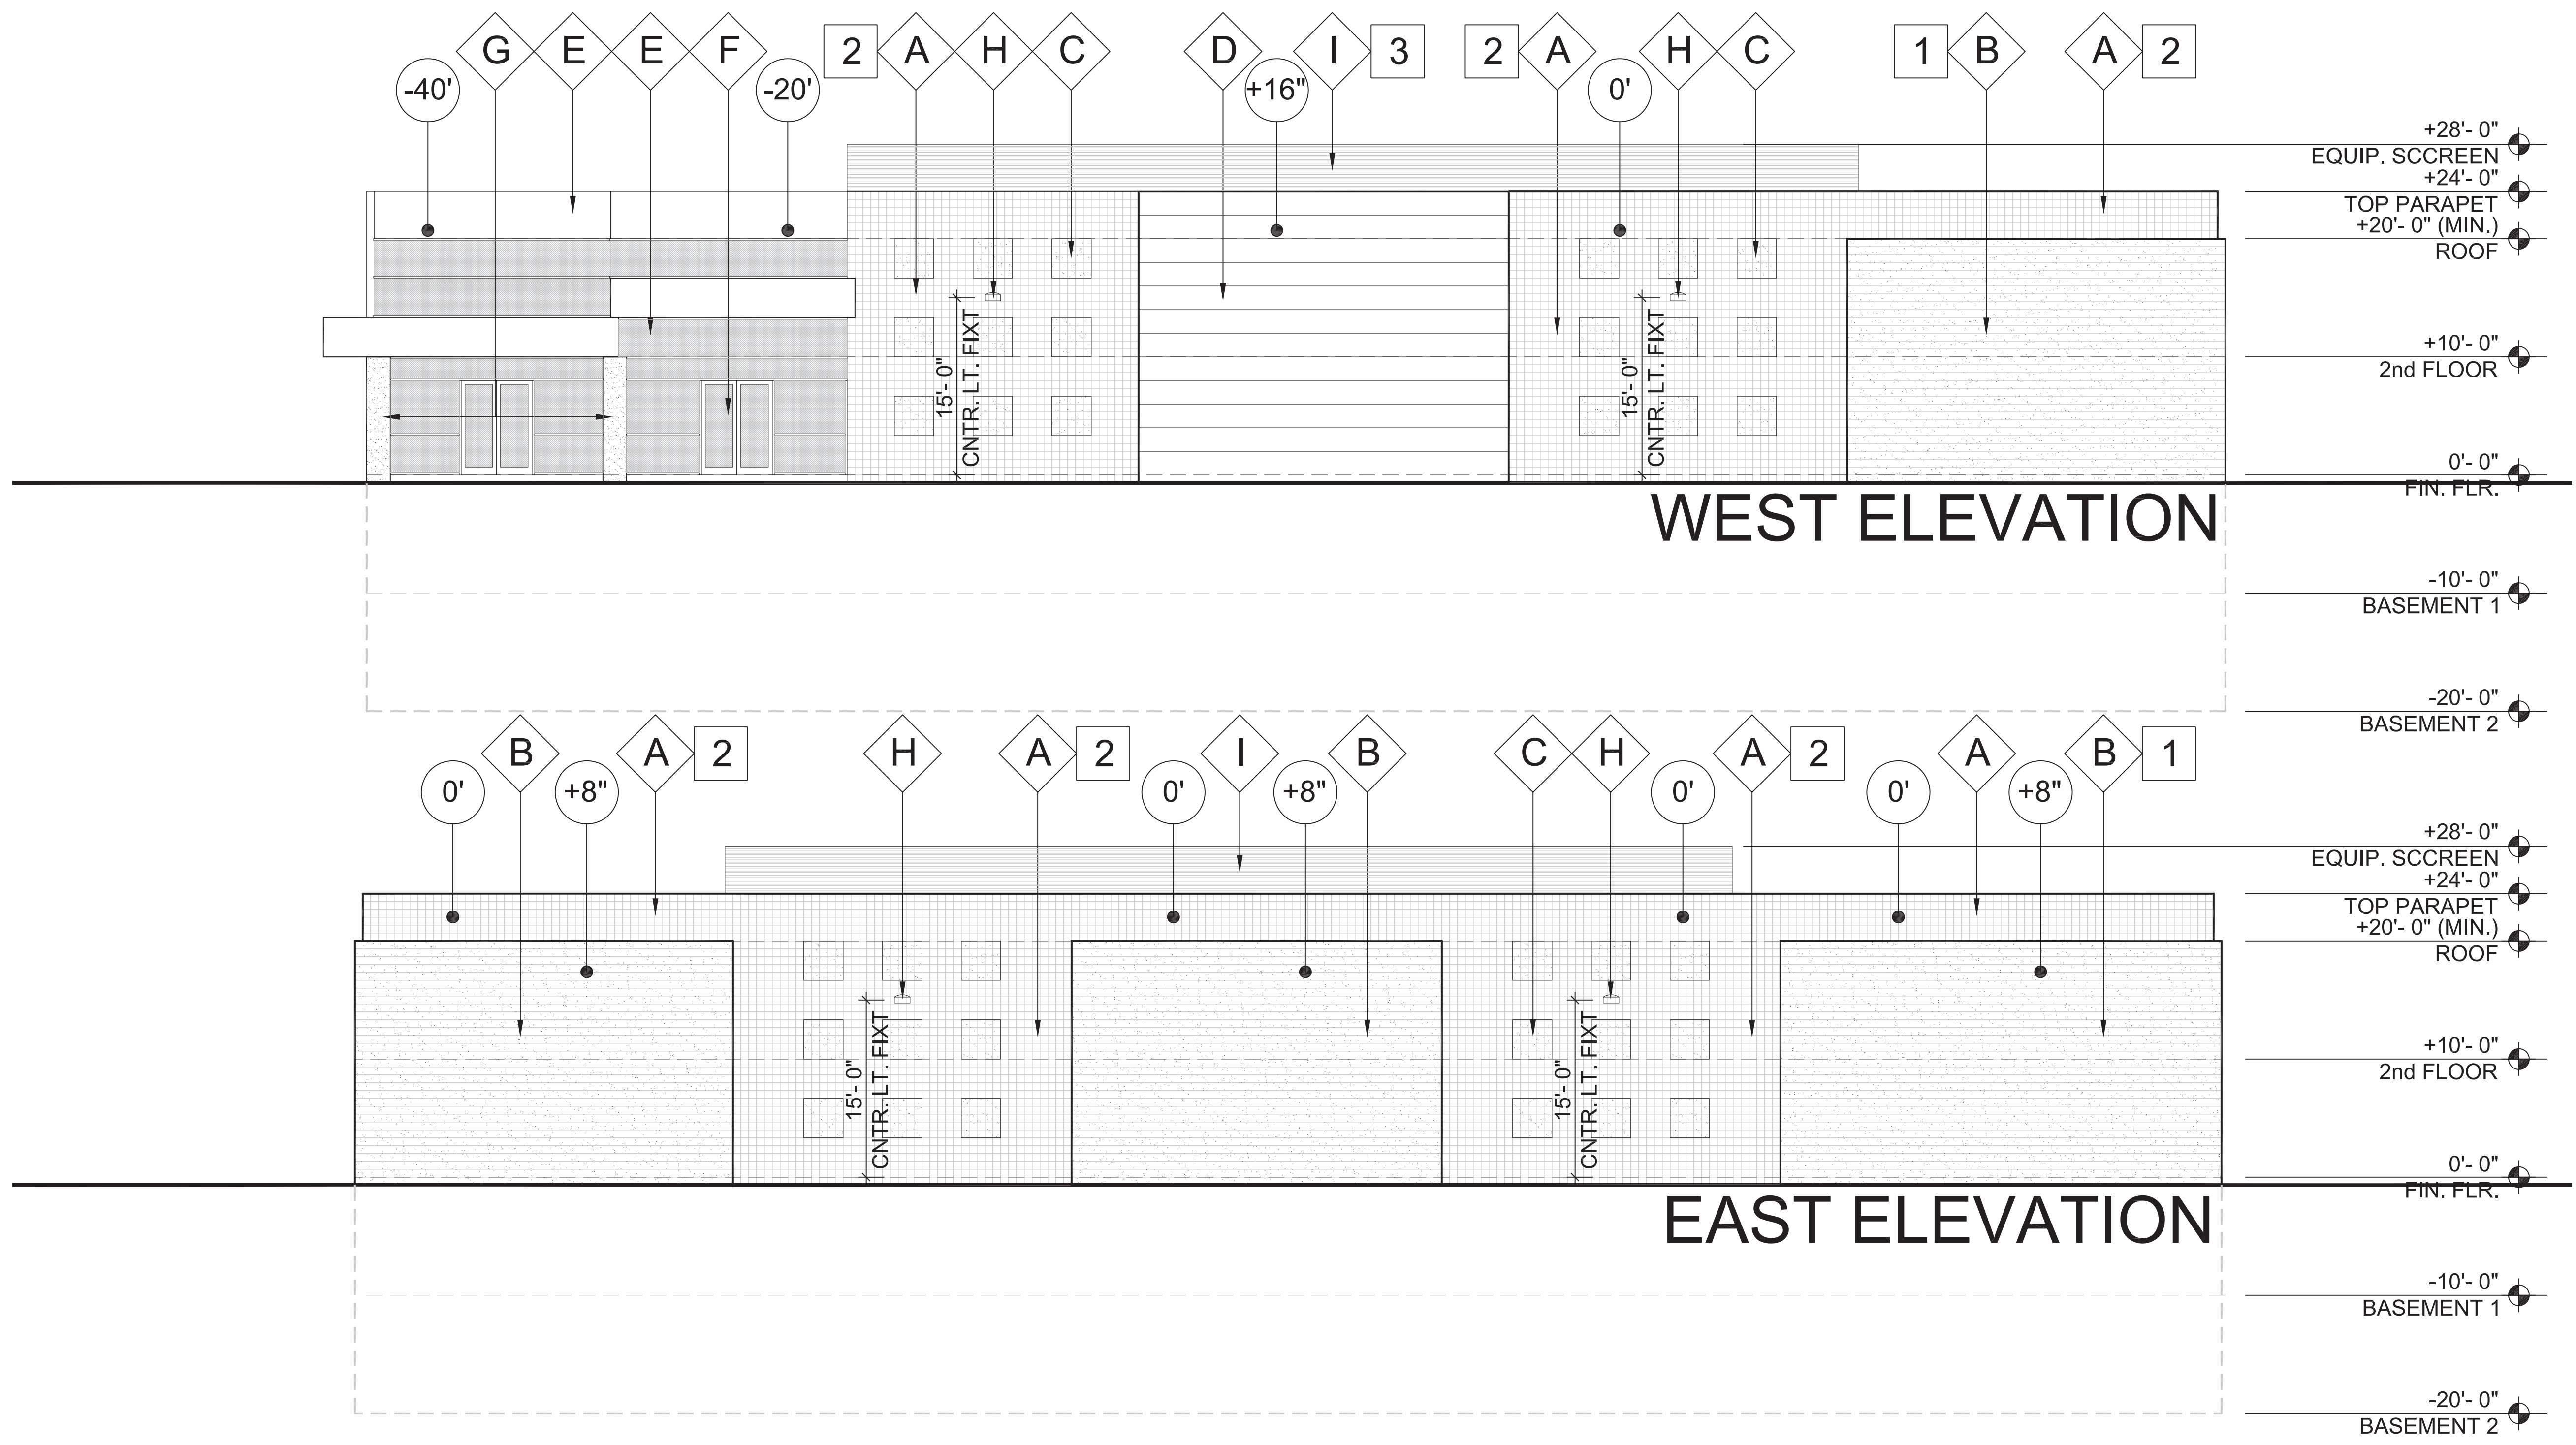 G E E F 2 A H C D I 3 2 A H C 1 B A 2
-40' -20' +16" 0'
+28'- 0"
EQUIP. SCCREEN
+24'- 0"
TOP PARAPET
+20'- 0" (MIN.)
ROOF
15'- 0"
CNTR. LT. FIXT
15'- 0"
CNTR. LT. FIXT
+10'- 0"
2nd FLOOR
0'- 0"
FIN. FLR.
WEST ELEVATION
-10'- 0"
BASEMENT 1
-20'- 0"
BASEMENT 2
B A 2 H A 2 I B C H A 2 A B 1
0' +8" 0' +8" 0' 0' +8"
+28'- 0"
EQUIP. SCCREEN
+24'- 0"
TOP PARAPET
+20'- 0" (MIN.)
ROOF
15'- 0"
CNTR. LT. FIXT
15'- 0"
CNTR. LT. FIXT
+10'- 0"
2nd FLOOR
0'- 0"
FIN. FLR.
EAST ELEVATION
-10'- 0"
BASEMENT 1
-20'- 0"
BASEMENT 2